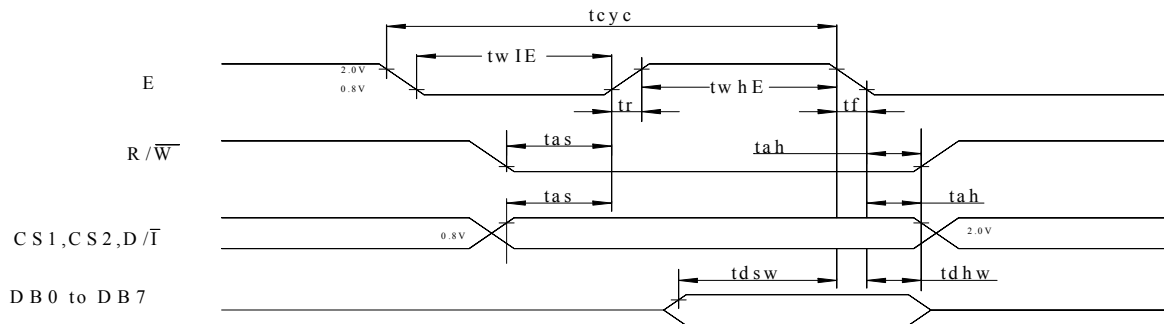 tcyc
twIE
E
2.0V
0.8V
twhE
tr
tf
R/W̅
tas
tah
tas
tah
CS1,CS2,D/I̅
0.8V
2.0V
tdsw
tdhw
DB0 to DB7